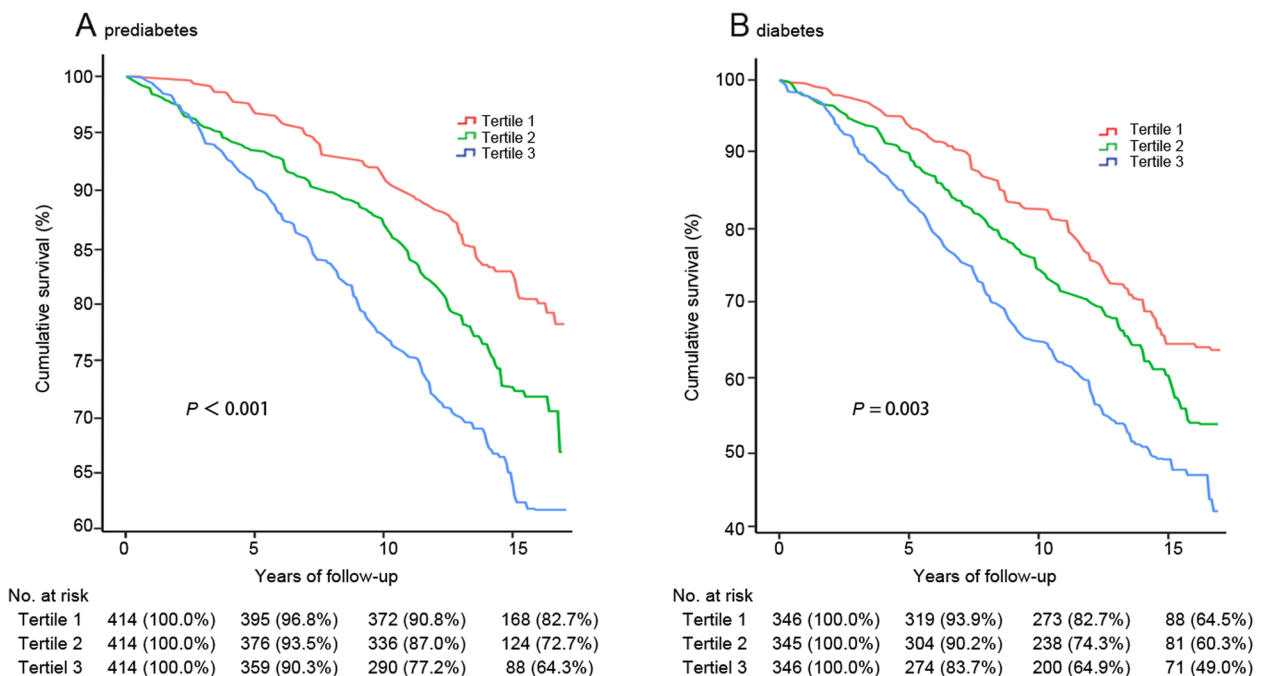 A prediabetes
100
95
90
85
80
75
70
65
60
Cumulative survival (%)
Tertile 1
Tertile 2
Tertile 3
P < 0.001
0 5 10 15
Years of follow-up
No. at risk
Tertile 1 414 (100.0%) 395 (96.8%) 372 (90.8%) 168 (82.7%)
Tertile 2 414 (100.0%) 376 (93.5%) 336 (87.0%) 124 (72.7%)
Tertiel 3 414 (100.0%) 359 (90.3%) 290 (77.2%) 88 (64.3%)
B diabetes
100
90
80
70
60
50
40
Cumulative survival (%)
Tertile 1
Tertile 2
Tertile 3
P = 0.003
0 5 10 15
Years of follow-up
No. at risk
Tertile 1 346 (100.0%) 319 (93.9%) 273 (82.7%) 88 (64.5%)
Tertile 2 345 (100.0%) 304 (90.2%) 238 (74.3%) 81 (60.3%)
Tertiel 3 346 (100.0%) 274 (83.7%) 200 (64.9%) 71 (49.0%)